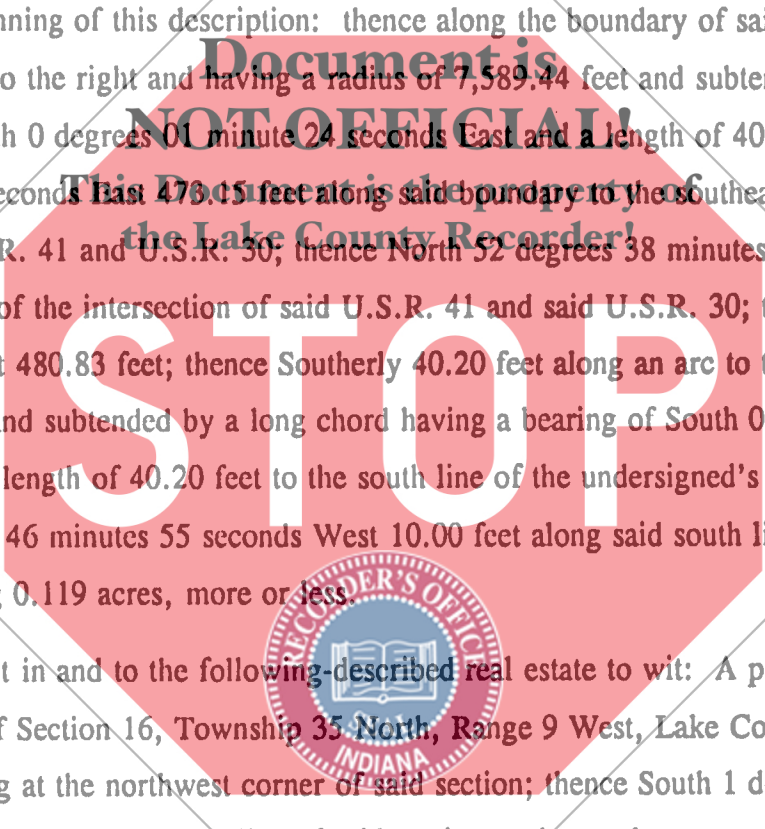 nning of this description: thence along the boundary of sai
o the right and having a radius of 7,589.44 feet and subten
Document is
h 0 degrees 01 minute 24 seconds East and a length of 40
NOT OFFICIAL!
econds East 478.15 feet along said boundary to the southea
This Document is the property of
R. 41 and U.S.R. 30; thence North 52 degrees 38 minutes
the Lake County Recorder!
of the intersection of said U.S.R. 41 and said U.S.R. 30; t
STOP
t 480.83 feet; thence Southerly 40.20 feet along an arc to t
nd subtended by a long chord having a bearing of South 0
length of 40.20 feet to the south line of the undersigned's
46 minutes 55 seconds West 10.00 feet along said south li
g 0.119 acres, more or less.
RECORDER'S OFFICE
t in and to the following-described real estate to wit: A p
f Section 16, Township 35 North, Range 9 West, Lake Co
SEAL
INDIANA
g at the northwest corner of said section; thence South 1 d